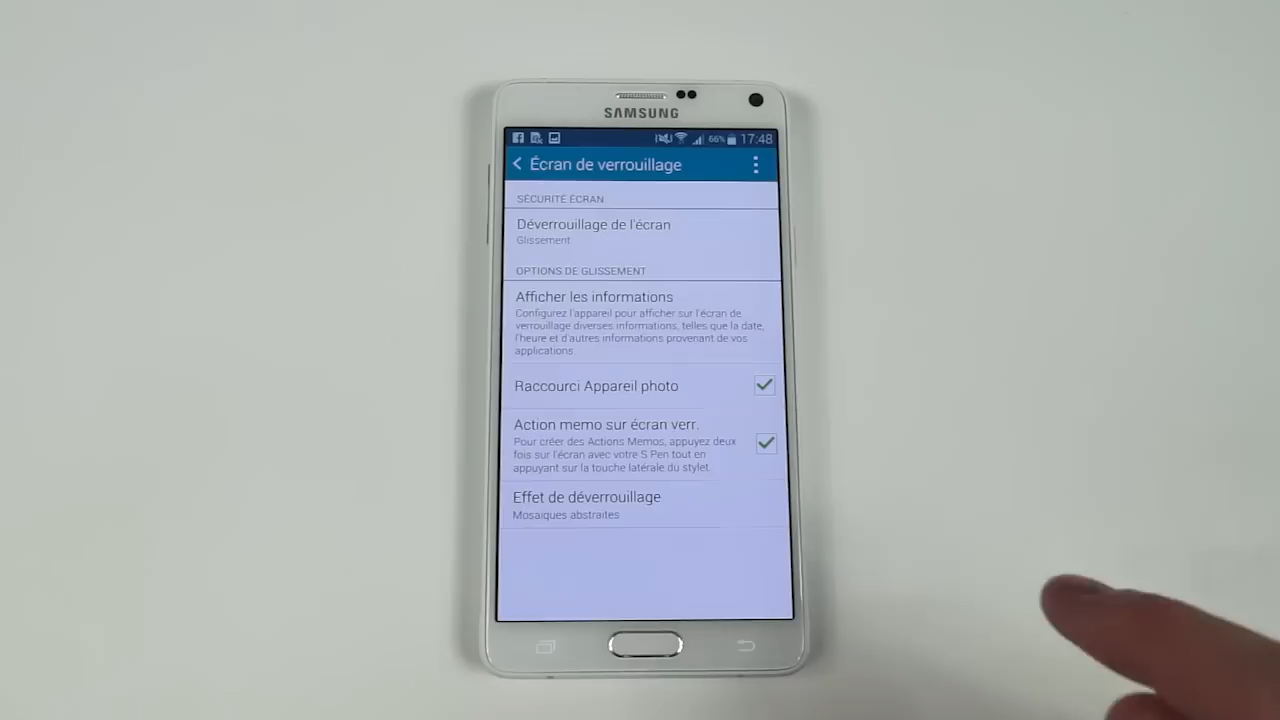 SAMSUNG
66% 17:48
Écran de verrouillage
SÉCURITÉ ÉCRAN
Déverrouillage de l'écran
Glissement
OPTIONS DE GLISSEMENT
Afficher les informations
Configurez l'appareil pour afficher sur l'écran de
verrouillage diverses informations, telles que la date,
l'heure et d'autres informations provenant de vos
applications.
Raccourci Appareil photo
Action memo sur écran verr.
Pour créer des Actions Memos, appuyez deux
fois sur l'écran avec votre S Pen tout en
appuyant sur la touche latérale du stylet.
Effet de déverrouillage
Mosaïques abstraites